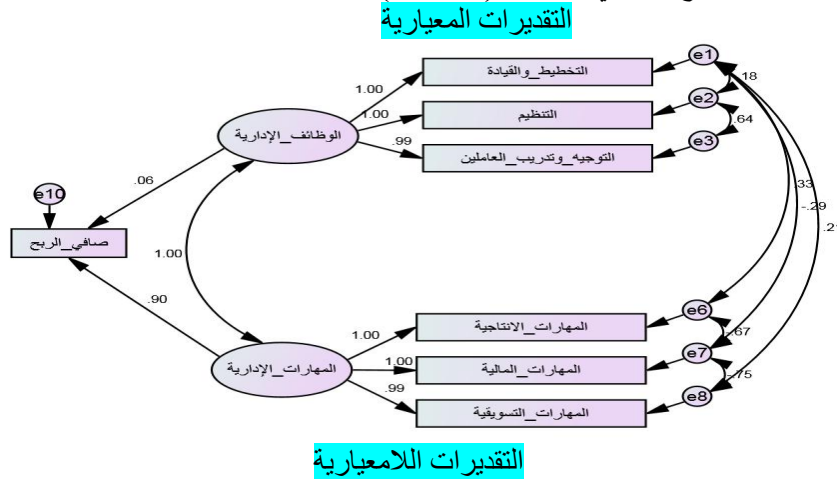 التقديرات المعيارية
e1
التخطيط_والقيادة
1.00
.18
e2
التنظيم
1.00
.64
e3
التوجيه_وتدريب_العاملين
.99
الوظائف_الإدارية
.06
e10
صافي_الربح
1.00
.33
-.29
.90
e6
المهارات_الانتاجية
1.00
-.67
e7
المهارات_المالية
1.00
-.75
المهارات_الإدارية
e8
المهارات_التسويقية
.99
التقديرات اللامعيارية